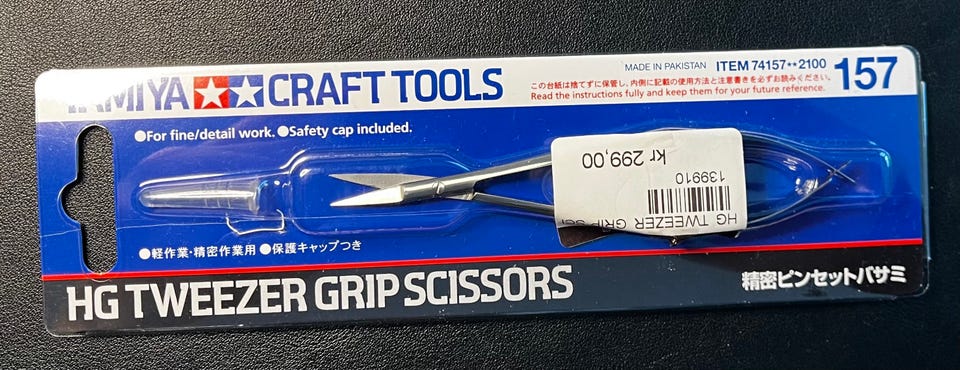 TAMIYA CRAFT TOOLS
MADE IN PAKISTAN ITEM 74157**2100
157
この台紙は捨てずに保管し、内側に記載の使用方法と注意書きを必ずお読みください。
Read the instructions fully and keep them for your future reference.
●For fine/detail work. ●Safety cap included.
kr 299,00
139910
HG TWEEZER GRIP
●軽作業・精密作業用 ●保護キャップつき
HG TWEEZER GRIP SCISSORS
精密ピンセットバサミ